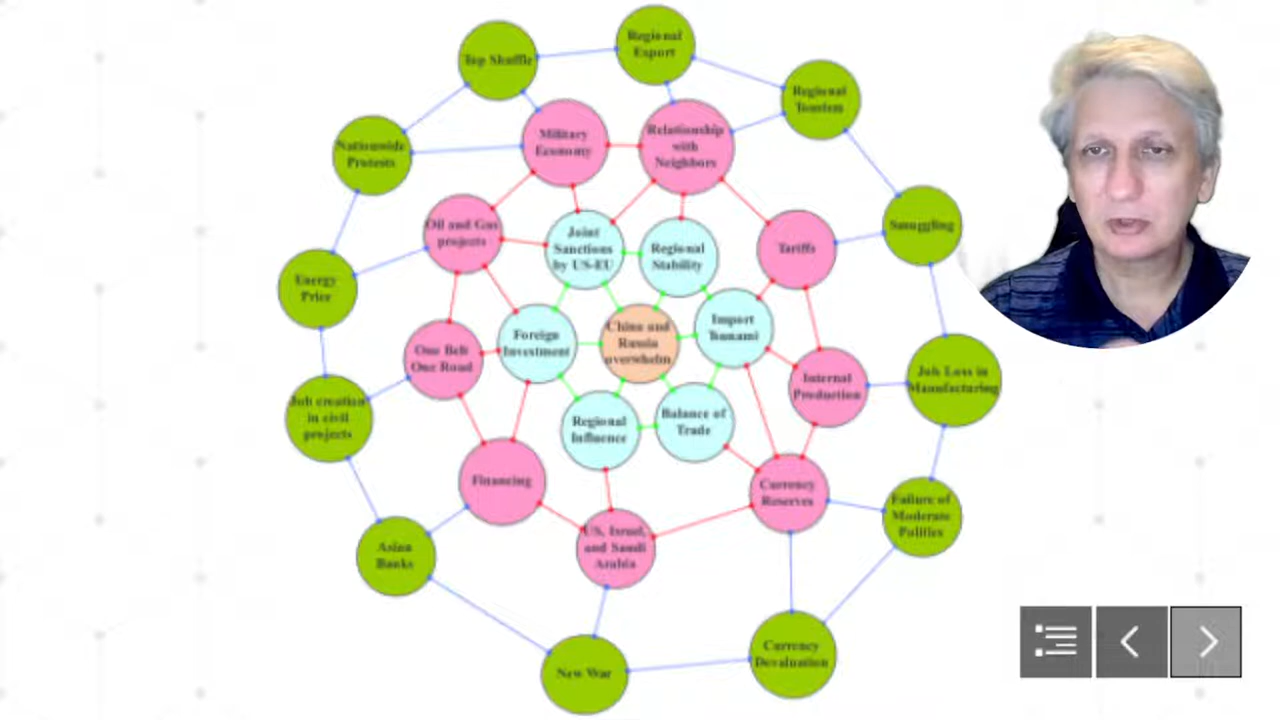 Regional
Export
Top Shuffle
Regional
Tourism
Military
Economy
Relationship
with
Neighbors
Nationwide
Protests
Oil and Gas
projects
Joint
Sanctions
by US-EU
Regional
Stability
Tariffs
Smuggling
Energy
Price
Foreign
Investment
China and
Russia
overwhelm
Import
Tsunami
One Belt
One Road
Internal
Production
Job Loss in
Manufacturing
Job creation
in civil
projects
Regional
Influence
Balance of
Trade
Financing
Currency
Reserves
Failure of
Moderate
Politics
US, Israel,
and Saudi
Arabia
Asian
Banks
New War
Currency
Devaluation